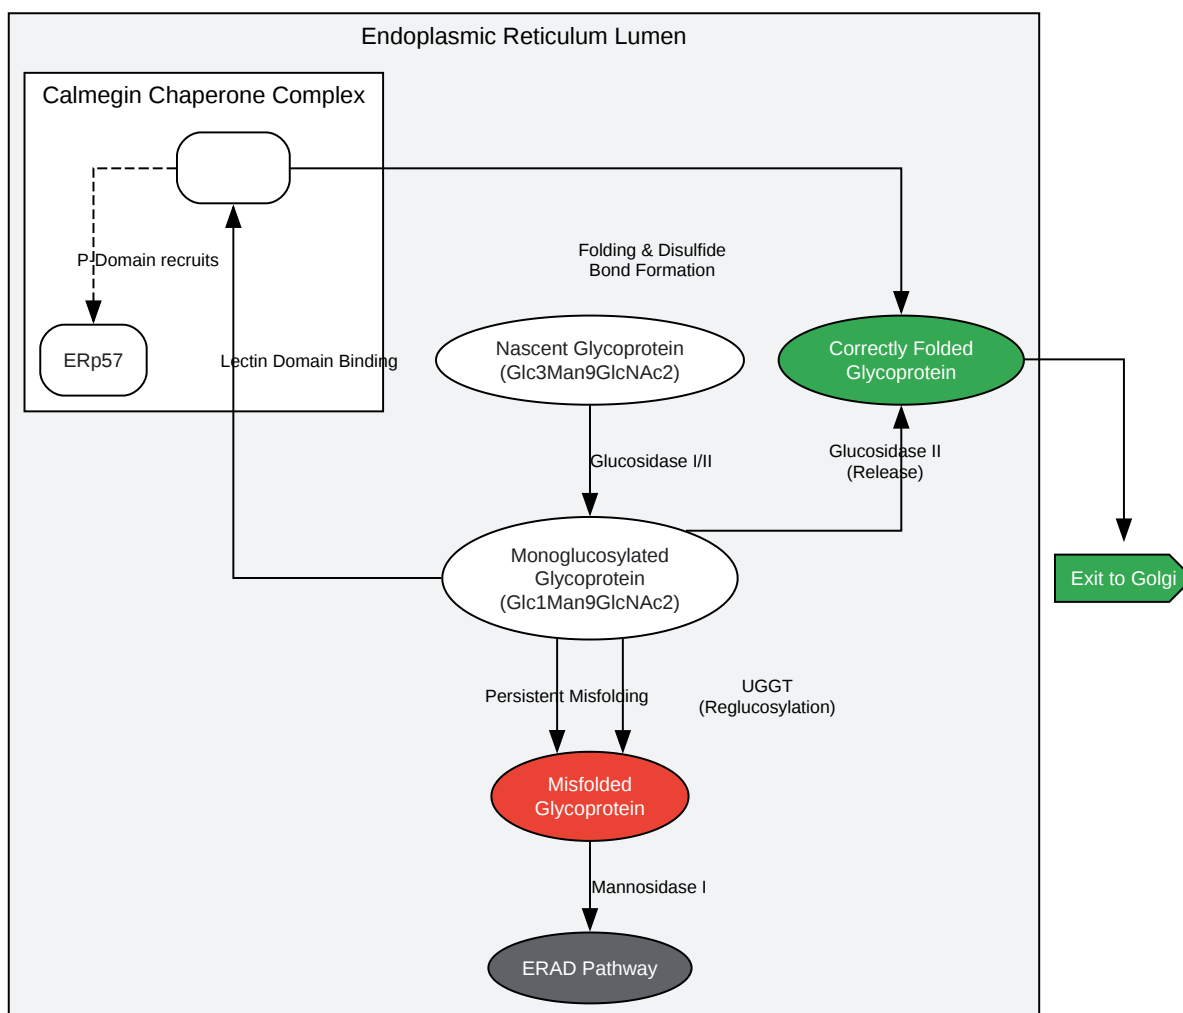 Endoplasmic Reticulum Lumen
Calmegin Chaperone Complex
P-Domain recruits
Folding & Disulfide
Bond Formation
ERp57
Lectin Domain Binding
Nascent Glycoprotein
(Glc3Man9GlcNAc2)
Correctly Folded
Glycoprotein
Glucosidase I/II
Glucosidase II
(Release)
Monoglucosylated
Glycoprotein
(Glc1Man9GlcNAc2)
Exit to Golgi
Persistent Misfolding
UGGT
(Reglucosylation)
Misfolded
Glycoprotein
Mannosidase I
ERAD Pathway